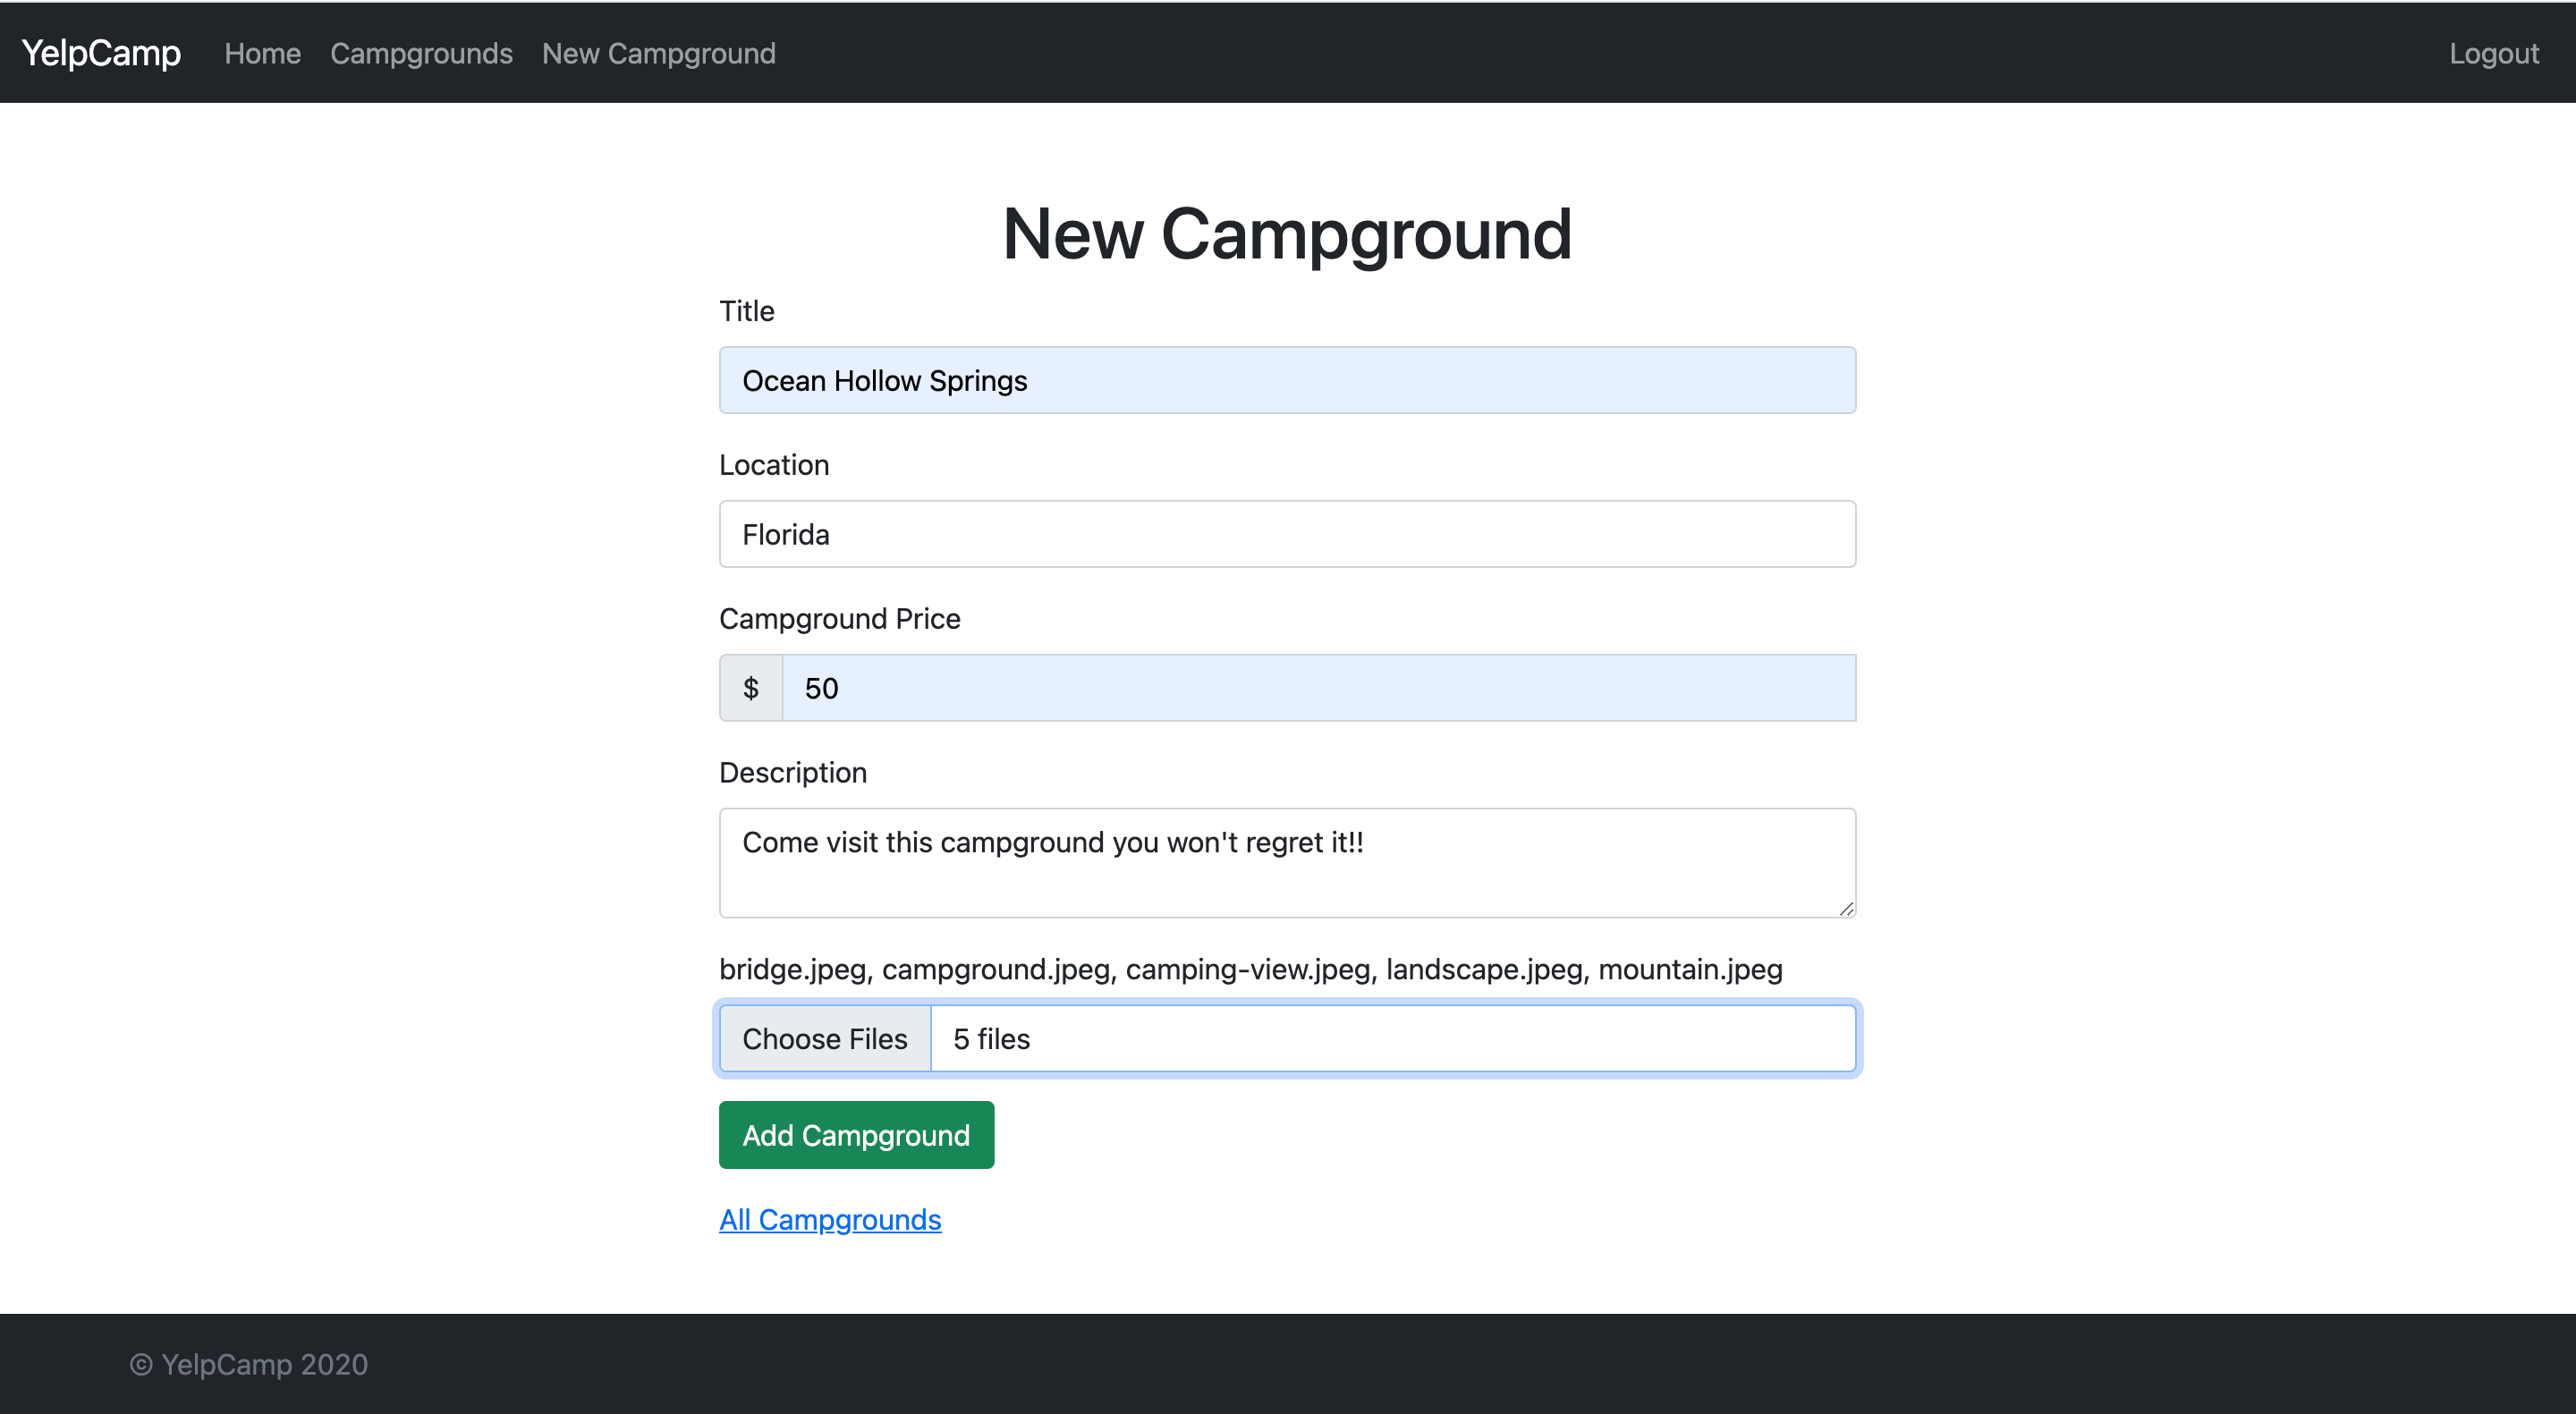 YelpCamp Home Campgrounds New Campground Logout
New Campground
Title
Ocean Hollow Springs
Location
Florida
Campground Price
$ 50
Description
Come visit this campground you won't regret it!!
bridge.jpeg, campground.jpeg, camping-view.jpeg, landscape.jpeg, mountain.jpeg
Choose Files 5 files
Add Campground
All Campgrounds
© YelpCamp 2020